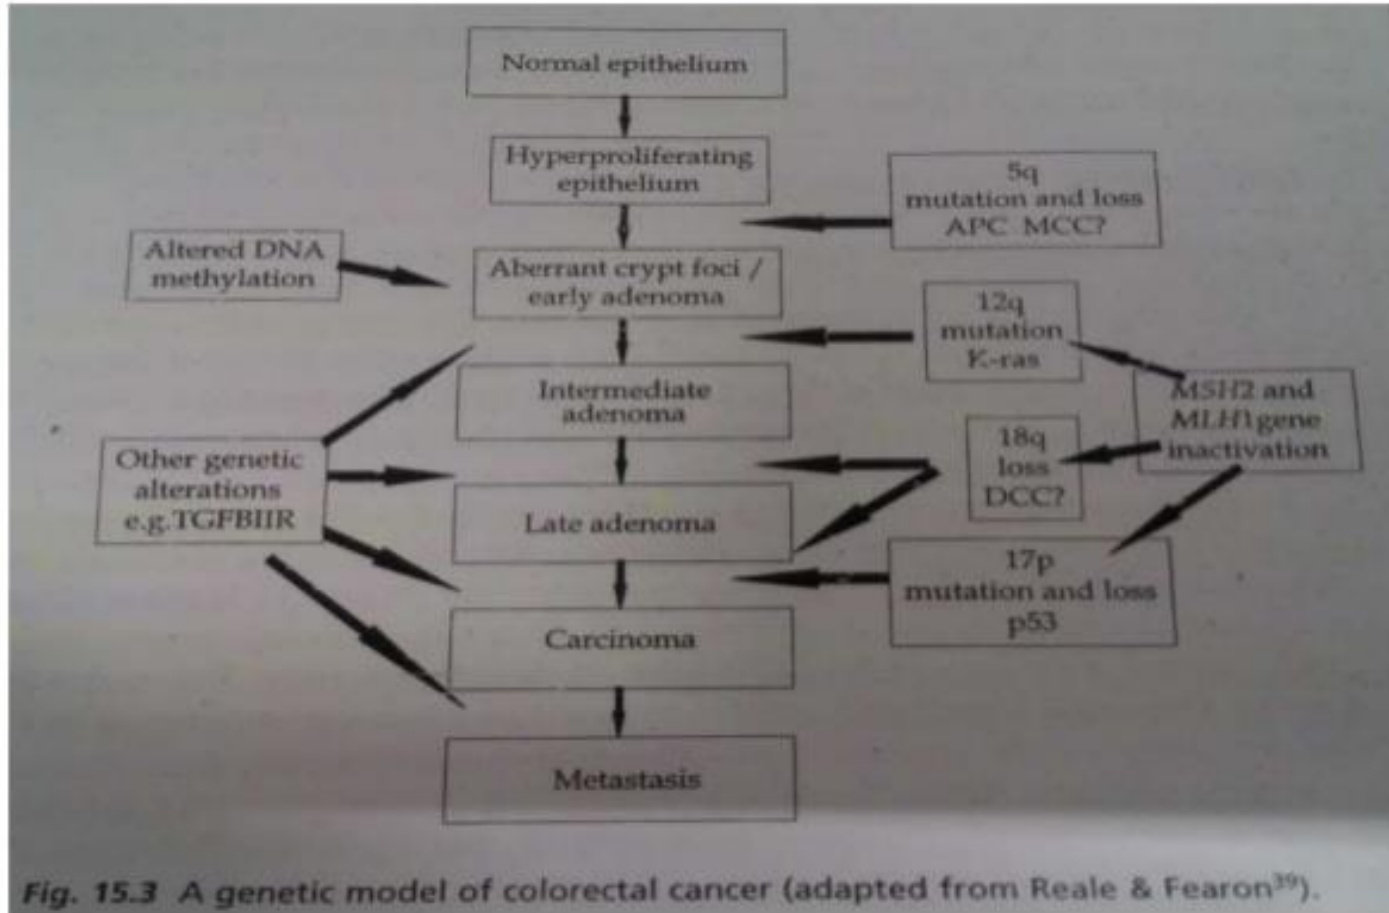 Normal epithelium
Hyperproliferating
epithelium
5q
mutation and loss
APC MCC?
Altered DNA
methylation
Aberrant crypt foci /
early adenoma
12q
mutation
K-ras
Intermediate
adenoma
MSH2 and
MLH1gene
inactivation
18q
loss
DCC?
Other genetic
alterations
e.g.TGFBIIR
Late adenoma
17p
mutation and loss
p53
Carcinoma
Metastasis
Fig. 15.3 A genetic model of colorectal cancer (adapted from Reale & Fearon³⁹).